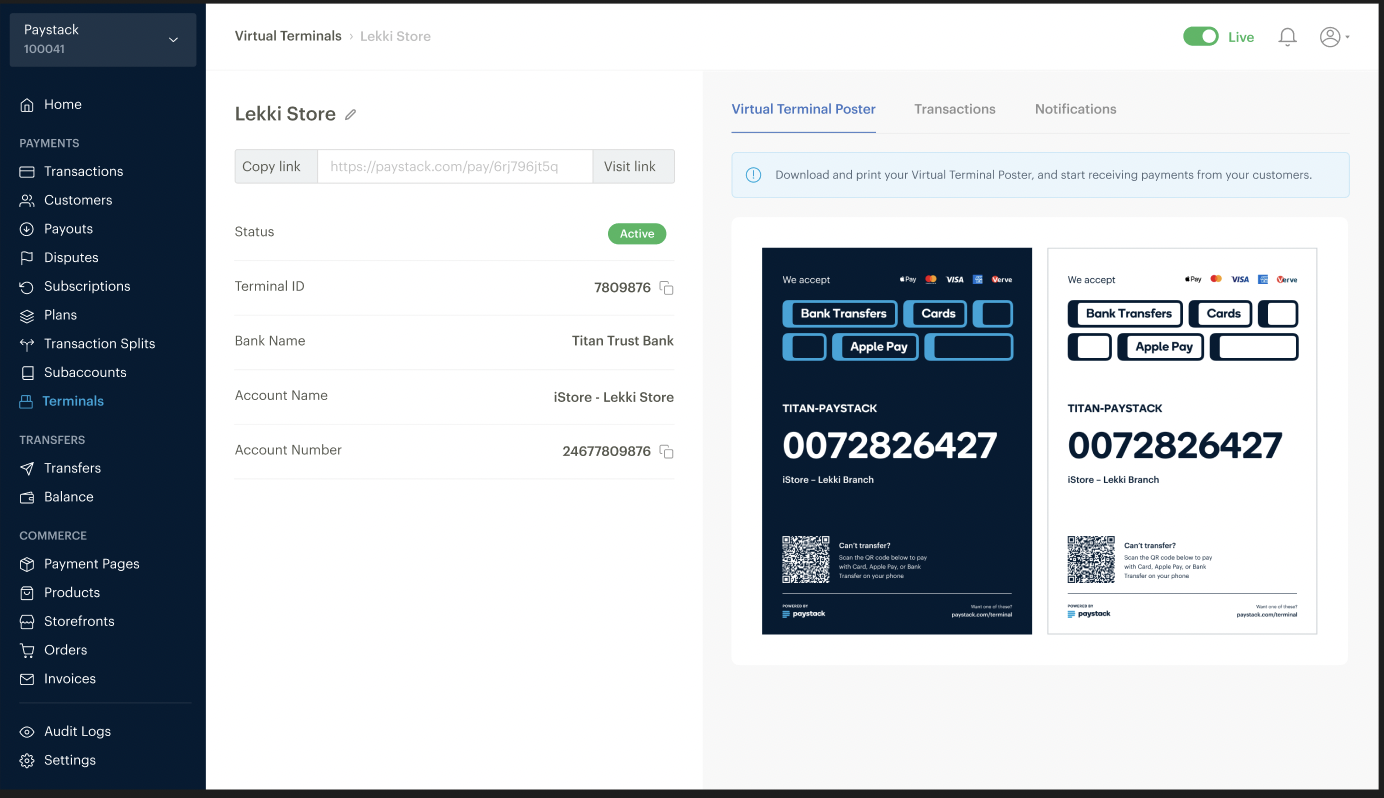 Paystack
100041
Home
PAYMENTS
Transactions
Customers
Payouts
Disputes
Subscriptions
Plans
Transaction Splits
Subaccounts
Terminals
TRANSFERS
Transfers
Balance
COMMERCE
Payment Pages
Products
Storefronts
Orders
Invoices
Audit Logs
Settings
Virtual Terminals › Lekki Store
Live
Lekki Store
Copy link https://paystack.com/pay/6rj796jt5q Visit link
Status Active
Terminal ID 7809876
Bank Name Titan Trust Bank
Account Name iStore - Lekki Store
Account Number 24677809876
Virtual Terminal Poster Transactions Notifications
Download and print your Virtual Terminal Poster, and start receiving payments from your customers.
We accept Pay VISA Verve
Bank Transfers Cards
Apple Pay
TITAN-PAYSTACK
0072826427
iStore – Lekki Branch
Can't transfer?
Scan the QR code below to pay
with Card, Apple Pay, or Bank
Transfer on your phone
POWERED BY
paystack
Want one of these?
paystack.com/terminal
We accept Pay VISA Verve
Bank Transfers Cards
Apple Pay
TITAN-PAYSTACK
0072826427
iStore – Lekki Branch
Can't transfer?
Scan the QR code below to pay
with Card, Apple Pay, or Bank
Transfer on your phone
POWERED BY
paystack
Want one of these?
paystack.com/terminal